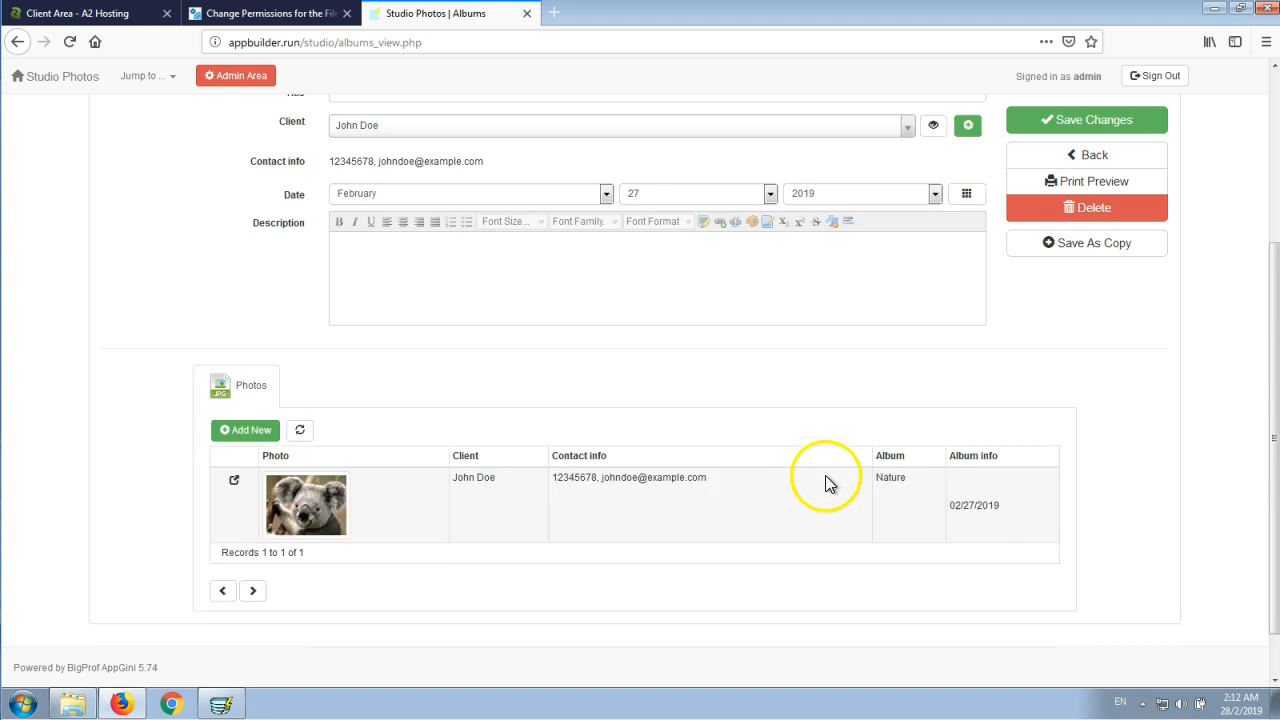 Client Area - A2 Hosting
Change Permissions for the Fil
Studio Photos | Albums
appbuilder.run/studio/albums_view.php
Studio Photos
Jump to ...
Admin Area
Signed in as admin
Sign Out
Client
John Doe
Save Changes
Contact info
12345678, johndoe@example.com
Back
Print Preview
Date
February
27
2019
Delete
Description
B I U
Font Size...
Font Family.
Font Format
Save As Copy
JPG
Photos
Add New
Photo
Client
Contact info
Album
Album info
John Doe
12345678, johndoe@example.com
Nature
02/27/2019
Records 1 to 1 of 1
Powered by BigProf AppGini 5.74
EN
2:12 AM
28/2/2019